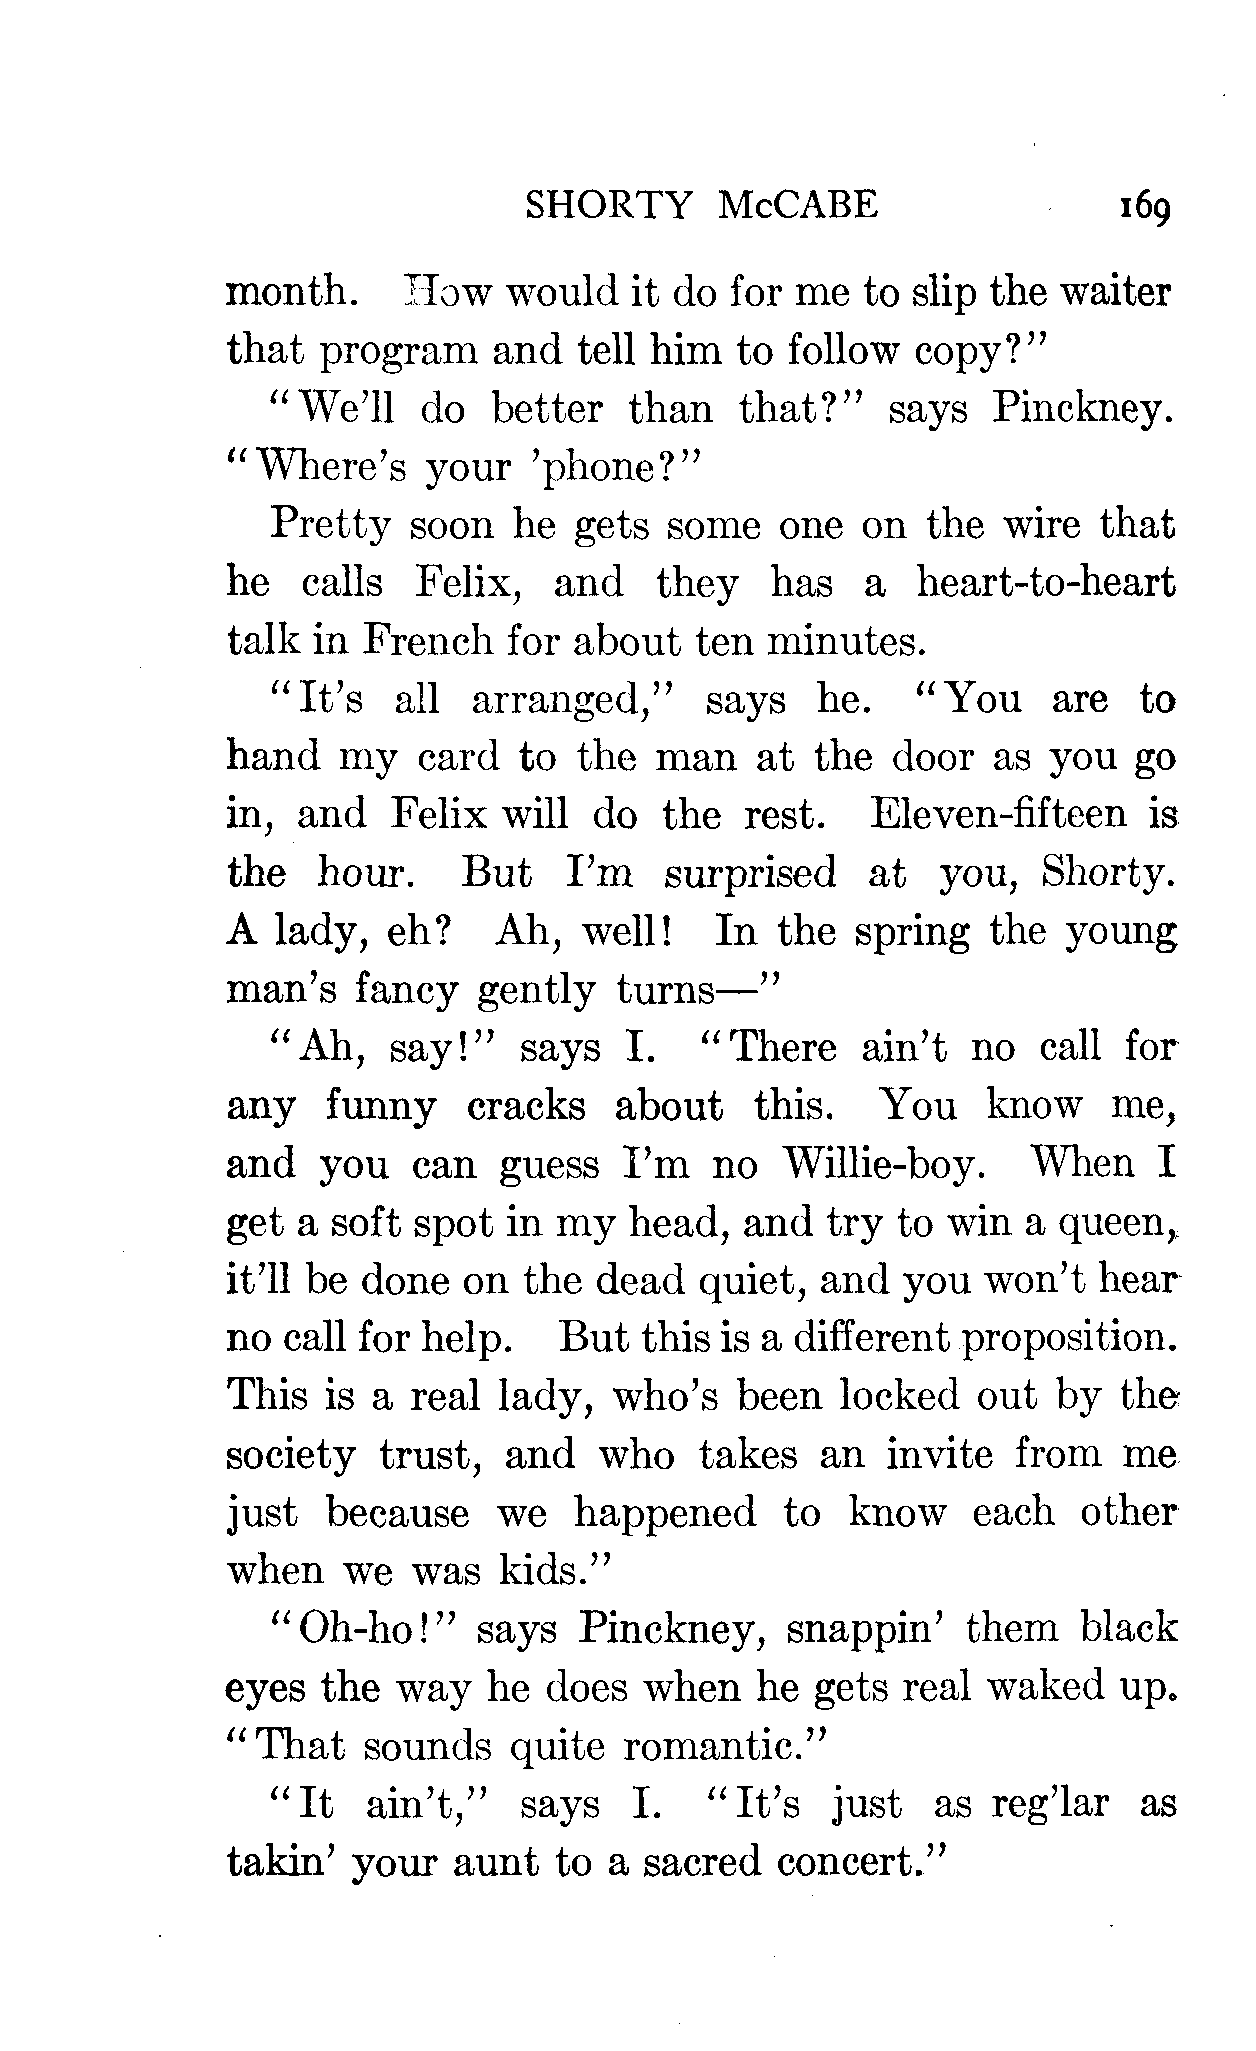 SHORTY McCABE 169
month. How would it do for me to slip the waiter
that program and tell him to follow copy?"
"We'll do better than that?" says Pinckney.
"Where's your 'phone?"
Pretty soon he gets some one on the wire that
he calls Felix, and they has a heart-to-heart
talk in French for about ten minutes.
"It's all arranged," says he. "You are to
hand my card to the man at the door as you go
in, and Felix will do the rest. Eleven-fifteen is
the hour. But I'm surprised at you, Shorty.
A lady, eh? Ah, well! In the spring the young
man's fancy gently turns—"
"Ah, say!" says I. "There ain't no call for
any funny cracks about this. You know me,
and you can guess I'm no Willie-boy. When I
get a soft spot in my head, and try to win a queen,
it'll be done on the dead quiet, and you won't hear
no call for help. But this is a different proposition.
This is a real lady, who's been locked out by the
society trust, and who takes an invite from me
just because we happened to know each other
when we was kids."
"Oh-ho!" says Pinckney, snappin' them black
eyes the way he does when he gets real waked up.
"That sounds quite romantic."
"It ain't," says I. "It's just as reg'lar as
takin' your aunt to a sacred concert."